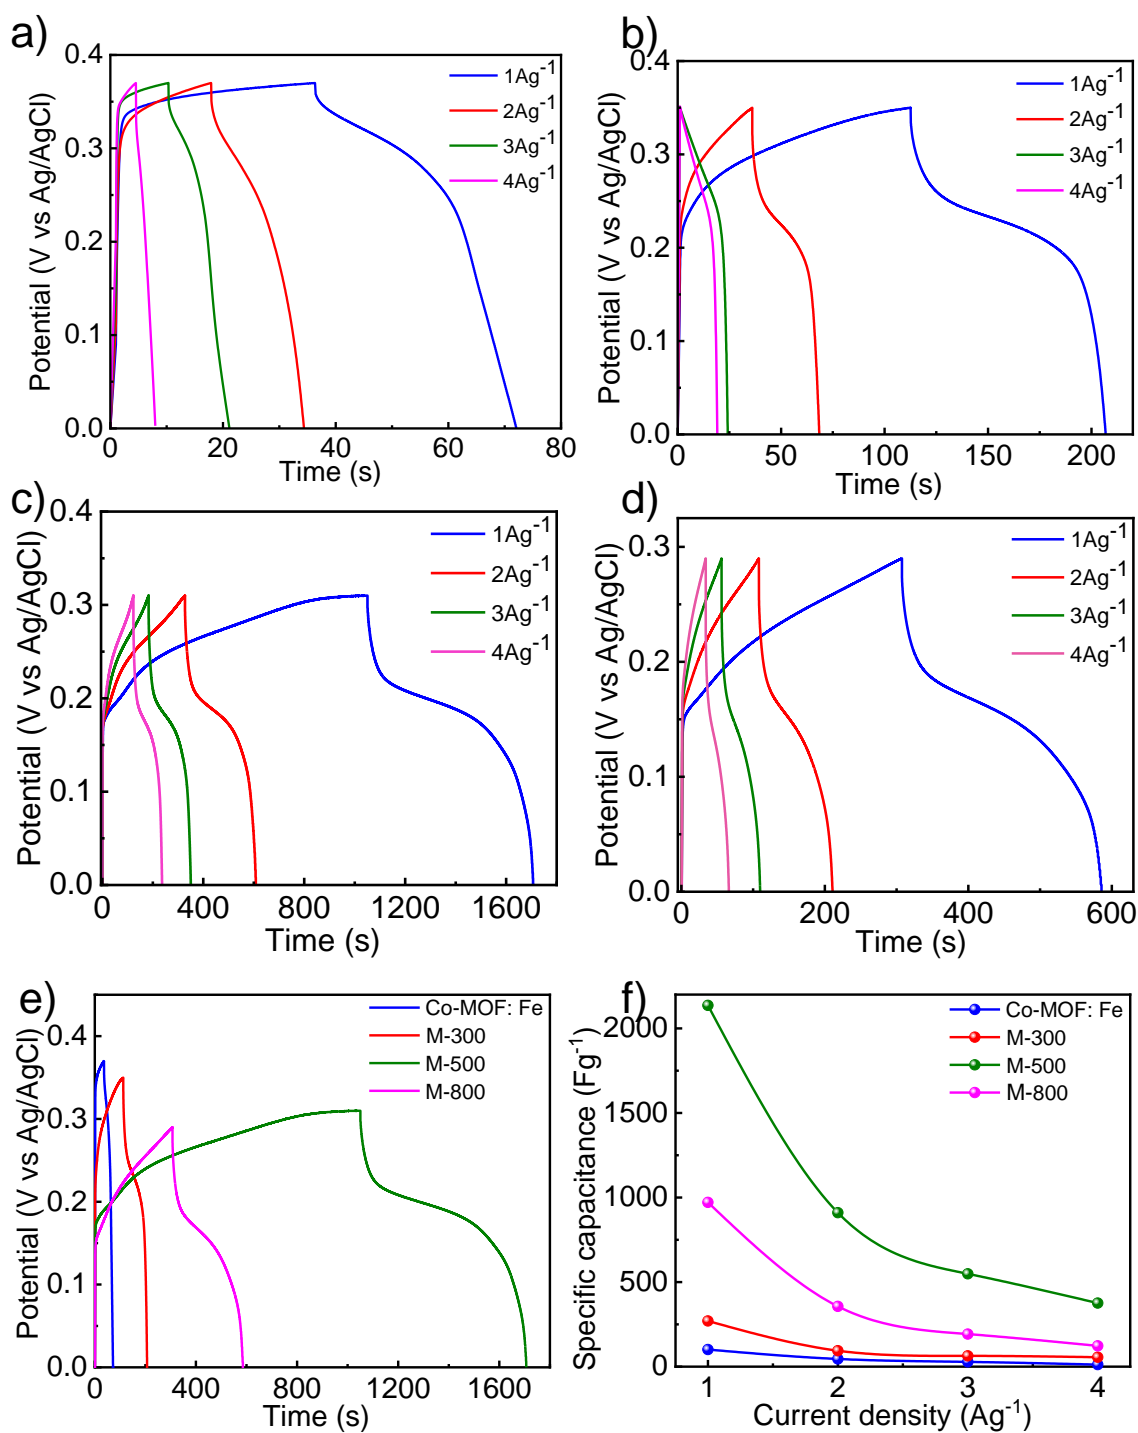 a)
0.4
0.3
0.2
0.1
0.0
Potential (V vs Ag/AgCl)
1Ag⁻¹
2Ag⁻¹
3Ag⁻¹
4Ag⁻¹
0 20 40 60 80
Time (s)
b)
0.4
0.3
0.2
0.1
0.0
Potential (V vs Ag/AgCl)
1Ag⁻¹
2Ag⁻¹
3Ag⁻¹
4Ag⁻¹
0 50 100 150 200
Time (s)
c)
0.4
0.3
0.2
0.1
0.0
Potential (V vs Ag/AgCl)
1Ag⁻¹
2Ag⁻¹
3Ag⁻¹
4Ag⁻¹
0 400 800 1200 1600
Time (s)
d)
0.3
0.2
0.1
0.0
Potential (V vs Ag/AgCl)
1Ag⁻¹
2Ag⁻¹
3Ag⁻¹
4Ag⁻¹
0 200 400 600
Time (s)
e)
0.4
0.3
0.2
0.1
0.0
Potential (V vs Ag/AgCl)
Co-MOF: Fe
M-300
M-500
M-800
0 400 800 1200 1600
Time (s)
f)
2000
1500
1000
500
0
Specific capacitance (Fg⁻¹)
Co-MOF: Fe
M-300
M-500
M-800
1 2 3 4
Current density (Ag⁻¹)